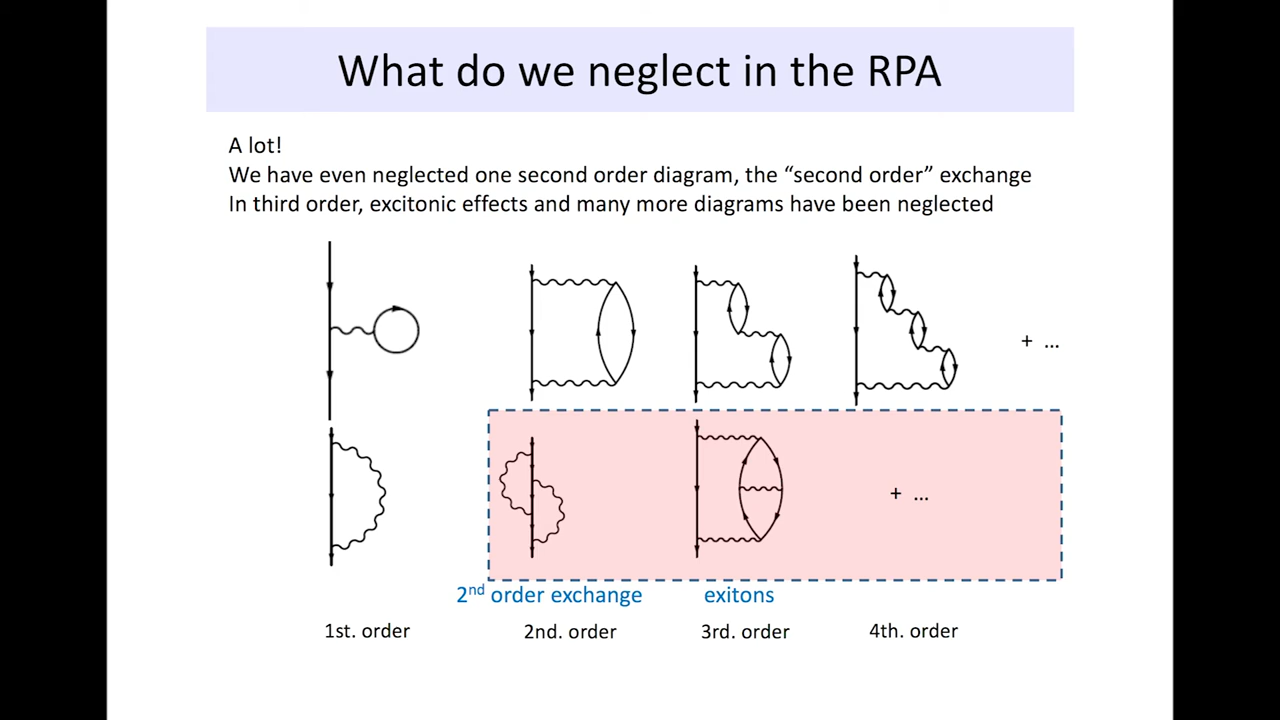 What do we neglect in the RPA
A lot!
We have even neglected one second order diagram, the “second order” exchange
In third order, excitonic effects and many more diagrams have been neglected
+ ...
+ ...
2nd order exchange
exitons
1st. order
2nd. order
3rd. order
4th. order